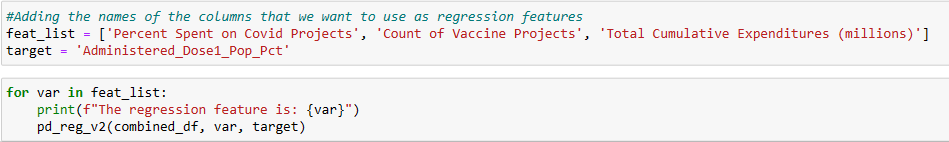 #Adding the names of the columns that we want to use as regression features
feat_list = ['Percent Spent on Covid Projects', 'Count of Vaccine Projects', 'Total Cumulative Expenditures (millions)']
target = 'Administered_Dose1_Pop_Pct'
for var in feat_list:
    print(f"The regression feature is: {var}")
    pd_reg_v2(combined_df, var, target)